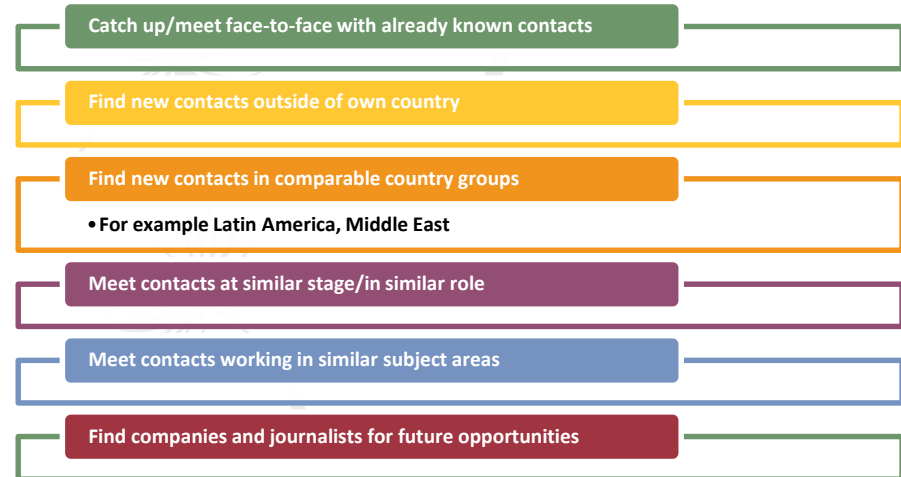 Catch up/meet face-to-face with already known contacts
Find new contacts outside of own country
Find new contacts in comparable country groups
•For example Latin America, Middle East
Meet contacts at similar stage/in similar role
Meet contacts working in similar subject areas
Find companies and journalists for future opportunities